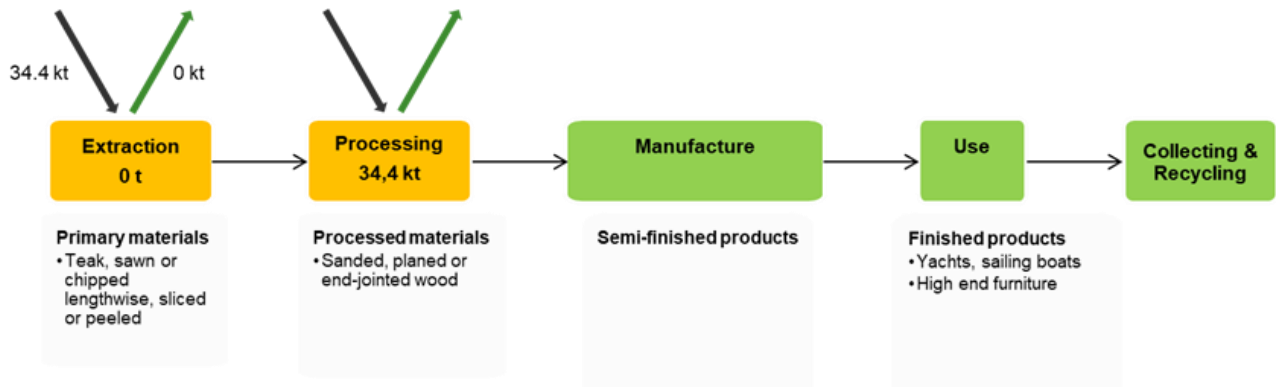 34.4 kt
0 kt
Extraction
0 t
Processing
34,4 kt
Manufacture
Use
Collecting &
Recycling
Primary materials
•Teak, sawn or
chipped
lengthwise, sliced
or peeled
Processed materials
•Sanded, planed or
end-jointed wood
Semi-finished products
Finished products
•Yachts, sailing boats
•High end furniture